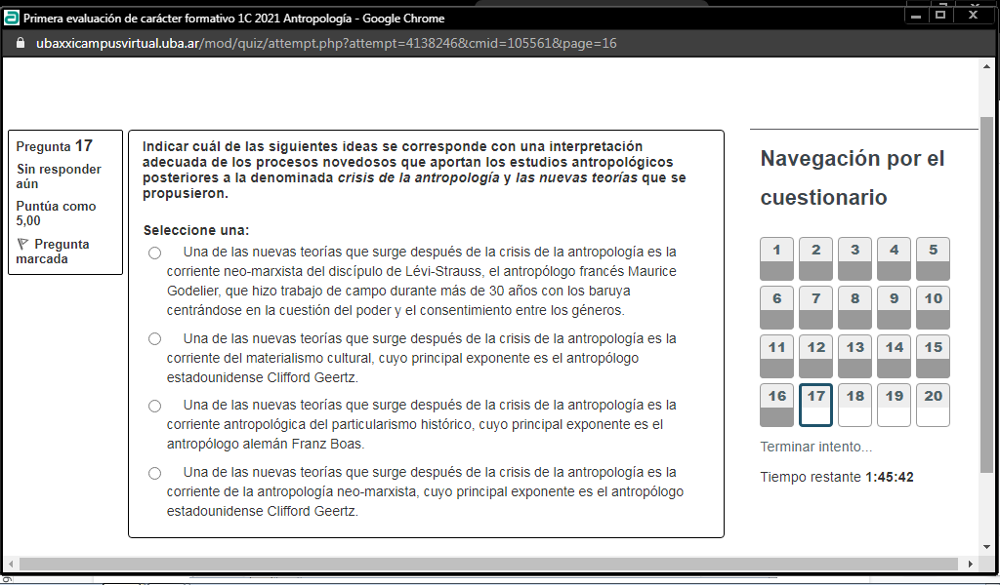 Primera evaluación de carácter formativo 1C 2021 Antropología - Google Chrome
ubaxxicampusvirtual.uba.ar/mod/quiz/attempt.php?attempt=4138246&cmid=105561&page=16
Pregunta 17
Sin responder
aún
Puntúa como
5,00
Pregunta
marcada
Indicar cuál de las siguientes ideas se corresponde con una interpretación
adecuada de los procesos novedosos que aportan los estudios antropológicos
posteriores a la denominada crisis de la antropología y las nuevas teorías que se
propusieron.
Seleccione una:
Una de las nuevas teorías que surge después de la crisis de la antropología es la
corriente neo-marxista del discípulo de Lévi-Strauss, el antropólogo francés Maurice
Godelier, que hizo trabajo de campo durante más de 30 años con los baruya
centrándose en la cuestión del poder y el consentimiento entre los géneros.
Una de las nuevas teorías que surge después de la crisis de la antropología es la
corriente del materialismo cultural, cuyo principal exponente es el antropólogo
estadounidense Clifford Geertz.
Una de las nuevas teorías que surge después de la crisis de la antropología es la
corriente antropológica del particularismo histórico, cuyo principal exponente es el
antropólogo alemán Franz Boas.
Una de las nuevas teorías que surge después de la crisis de la antropología es la
corriente de la antropología neo-marxista, cuyo principal exponente es el antropólogo
estadounidense Clifford Geertz.
Navegación por el
cuestionario
1 2 3 4 5
6 7 8 9 10
11 12 13 14 15
16 17 18 19 20
Terminar intento...
Tiempo restante 1:45:42